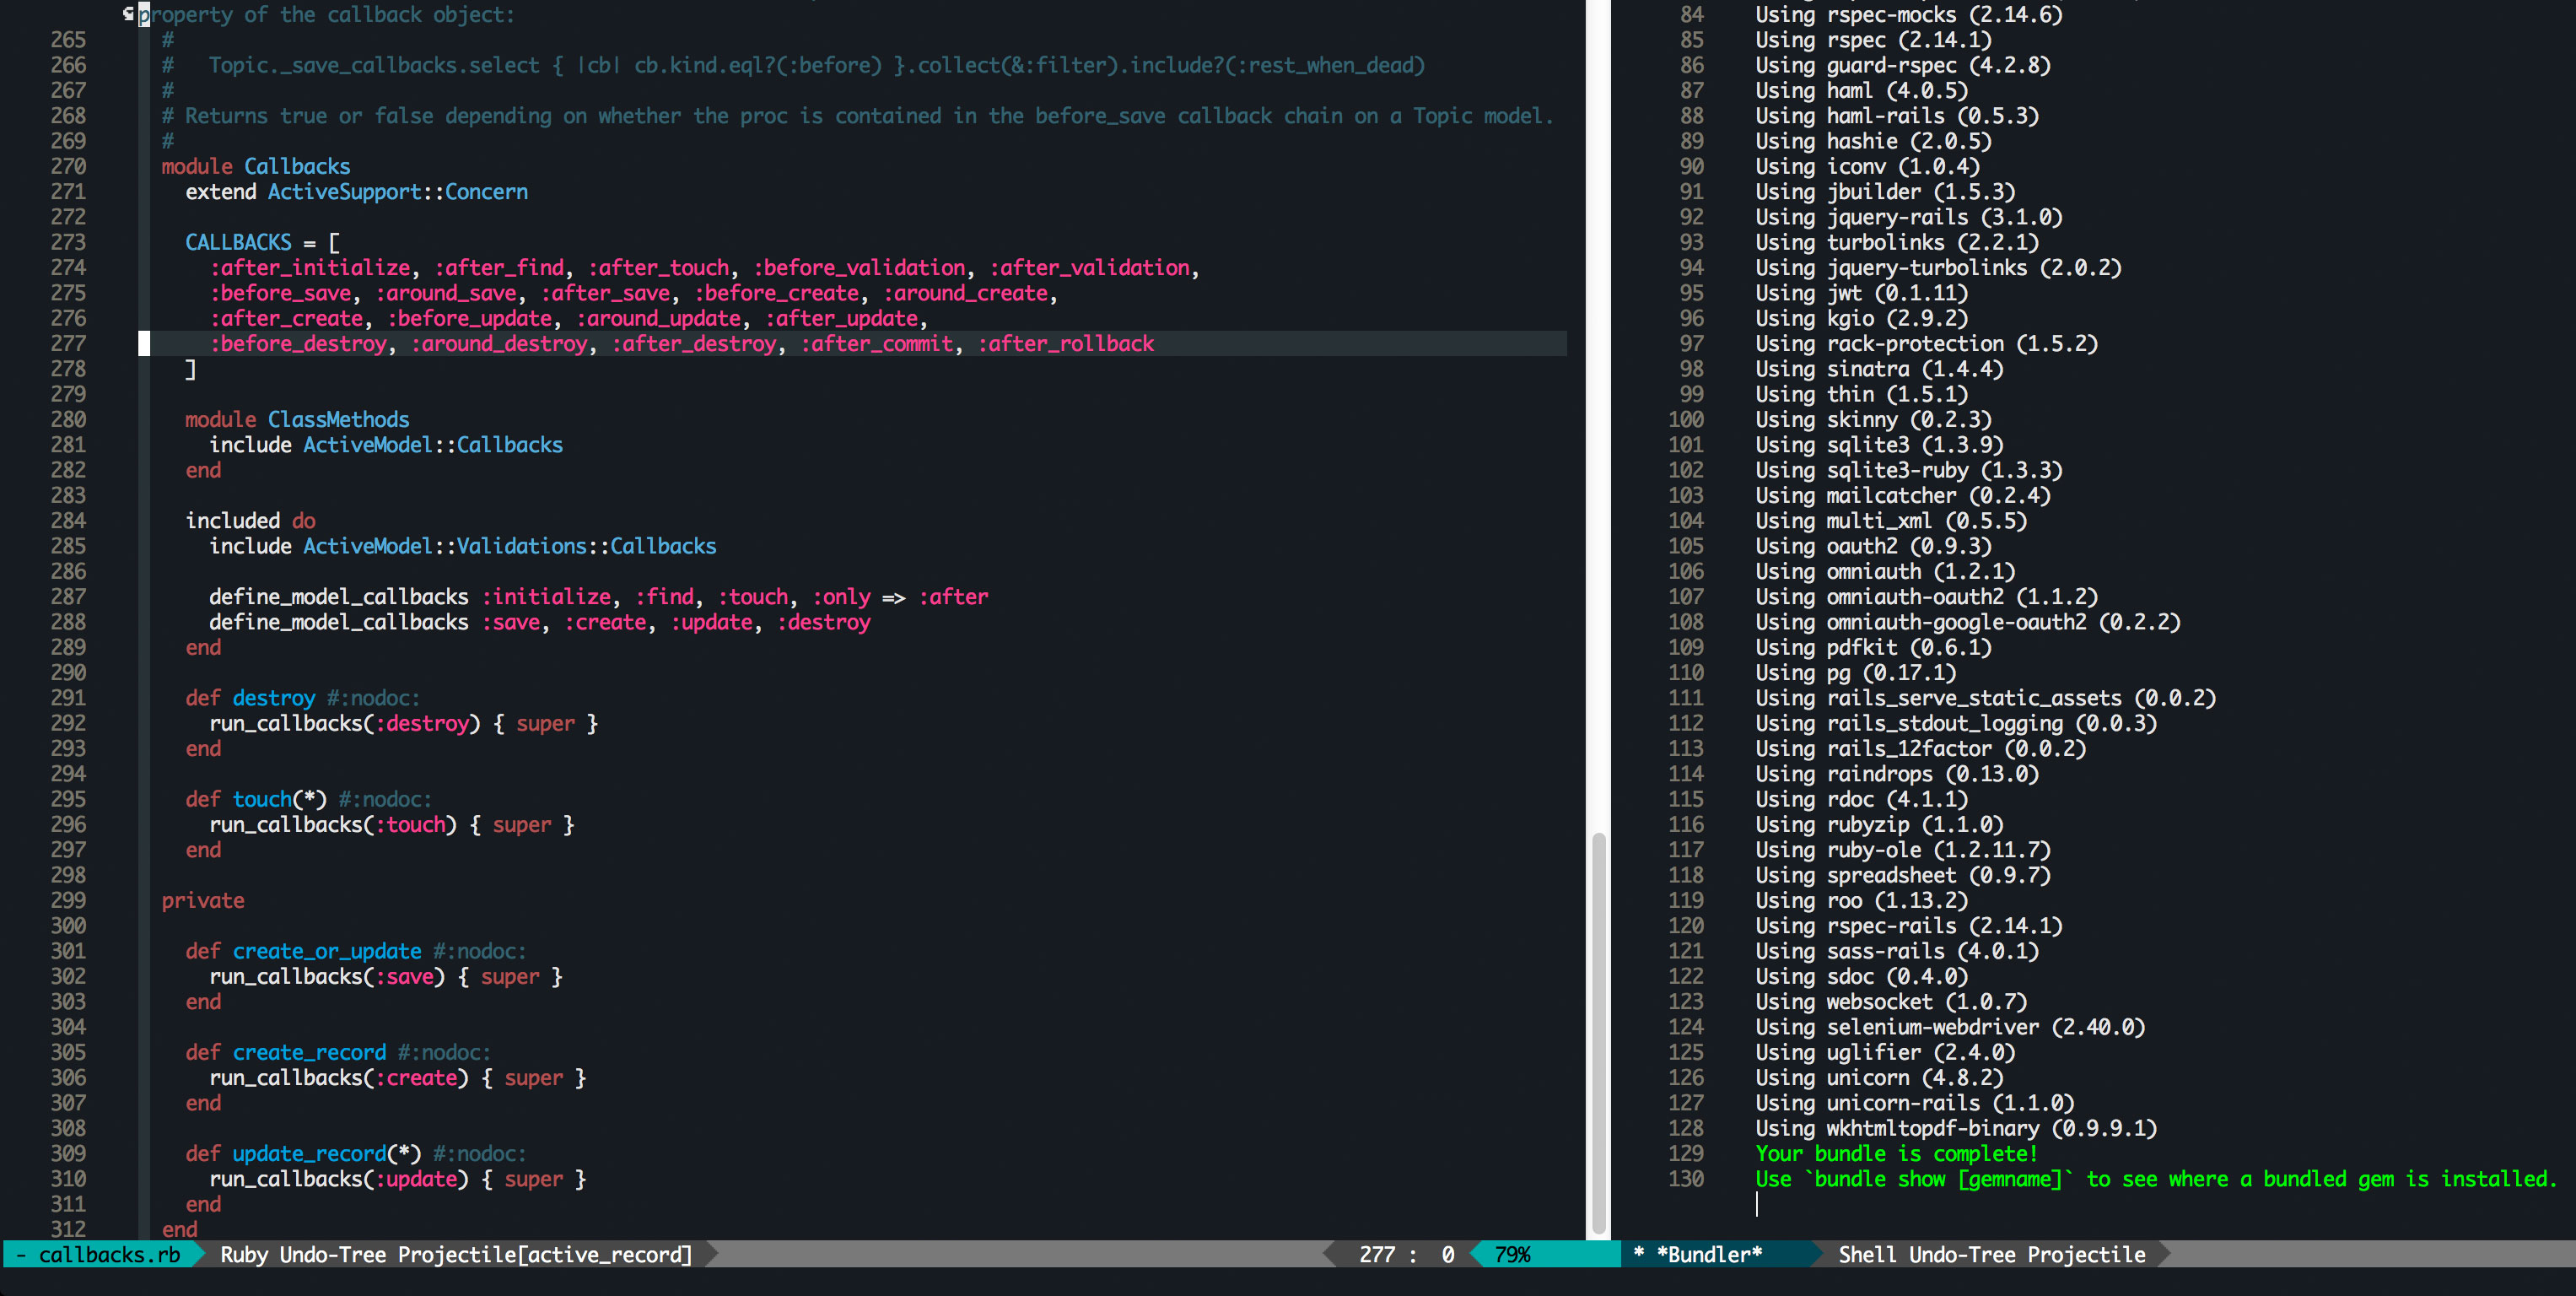 property of the callback object:
265 #
266 #   Topic._save_callbacks.select { |cb| cb.kind.eql?(:before) }.collect(&:filter).include?(:rest_when_dead)
267 #
268 # Returns true or false depending on whether the proc is contained in the before_save callback chain on a Topic model.
269 #
270 module Callbacks
271   extend ActiveSupport::Concern
272
273   CALLBACKS = [
274     :after_initialize, :after_find, :after_touch, :before_validation, :after_validation,
275     :before_save, :around_save, :after_save, :before_create, :around_create,
276     :after_create, :before_update, :around_update, :after_update,
277     :before_destroy, :around_destroy, :after_destroy, :after_commit, :after_rollback
278   ]
279
280   module ClassMethods
281     include ActiveModel::Callbacks
282   end
283
284   included do
285     include ActiveModel::Validations::Callbacks
286
287     define_model_callbacks :initialize, :find, :touch, :only => :after
288     define_model_callbacks :save, :create, :update, :destroy
289   end
290
291   def destroy #:nodoc:
292     run_callbacks(:destroy) { super }
293   end
294
295   def touch(*) #:nodoc:
296     run_callbacks(:touch) { super }
297   end
298
299 private
300
301   def create_or_update #:nodoc:
302     run_callbacks(:save) { super }
303   end
304
305   def create_record #:nodoc:
306     run_callbacks(:create) { super }
307   end
308
309   def update_record(*) #:nodoc:
310     run_callbacks(:update) { super }
311   end
312 end
- callbacks.rb Ruby Undo-Tree Projectile[active_record] 277 : 0 79%
84 Using rspec-mocks (2.14.6)
85 Using rspec (2.14.1)
86 Using guard-rspec (4.2.8)
87 Using haml (4.0.5)
88 Using haml-rails (0.5.3)
89 Using hashie (2.0.5)
90 Using iconv (1.0.4)
91 Using jbuilder (1.5.3)
92 Using jquery-rails (3.1.0)
93 Using turbolinks (2.2.1)
94 Using jquery-turbolinks (2.0.2)
95 Using jwt (0.1.11)
96 Using kgio (2.9.2)
97 Using rack-protection (1.5.2)
98 Using sinatra (1.4.4)
99 Using thin (1.5.1)
100 Using skinny (0.2.3)
101 Using sqlite3 (1.3.9)
102 Using sqlite3-ruby (1.3.3)
103 Using mailcatcher (0.2.4)
104 Using multi_xml (0.5.5)
105 Using oauth2 (0.9.3)
106 Using omniauth (1.2.1)
107 Using omniauth-oauth2 (1.1.2)
108 Using omniauth-google-oauth2 (0.2.2)
109 Using pdfkit (0.6.1)
110 Using pg (0.17.1)
111 Using rails_serve_static_assets (0.0.2)
112 Using rails_stdout_logging (0.0.3)
113 Using rails_12factor (0.0.2)
114 Using raindrops (0.13.0)
115 Using rdoc (4.1.1)
116 Using rubyzip (1.1.0)
117 Using ruby-ole (1.2.11.7)
118 Using spreadsheet (0.9.7)
119 Using roo (1.13.2)
120 Using rspec-rails (2.14.1)
121 Using sass-rails (4.0.1)
122 Using sdoc (0.4.0)
123 Using websocket (1.0.7)
124 Using selenium-webdriver (2.40.0)
125 Using uglifier (2.4.0)
126 Using unicorn (4.8.2)
127 Using unicorn-rails (1.1.0)
128 Using wkhtmltopdf-binary (0.9.9.1)
129 Your bundle is complete!
130 Use `bundle show [gemname]` to see where a bundled gem is installed.
* *Bundler* Shell Undo-Tree Projectile